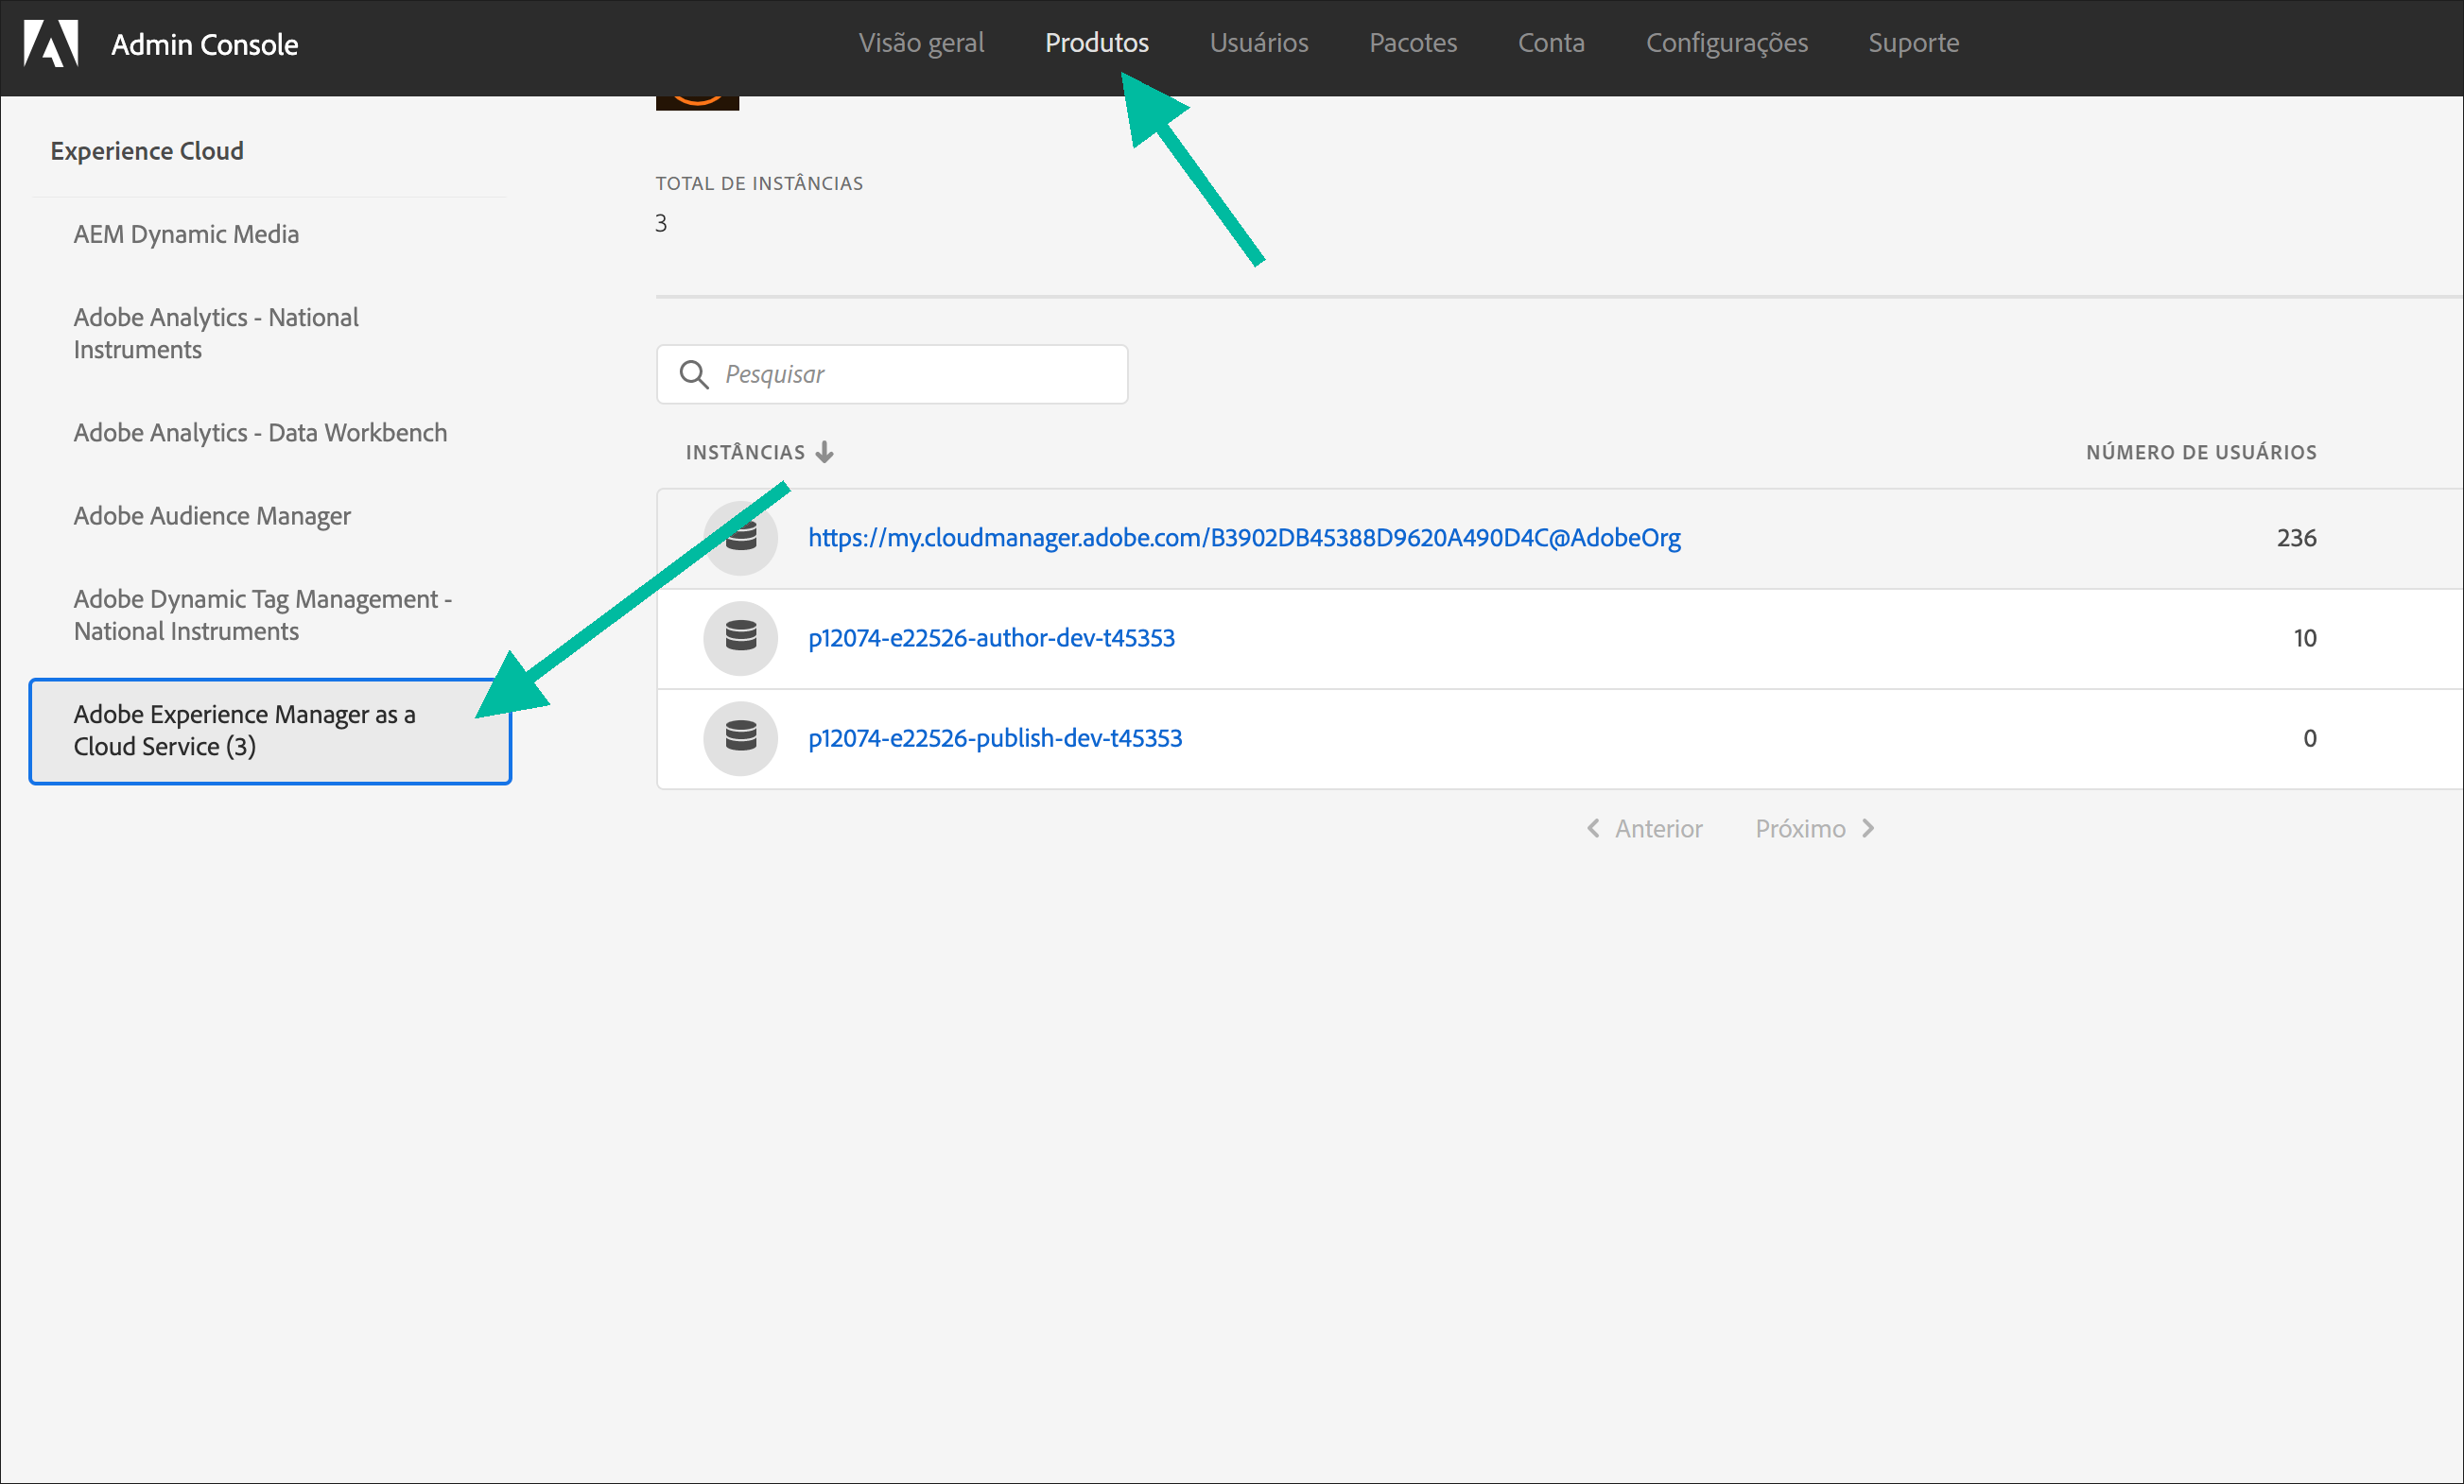 Admin Console
Visão geral
Produtos
Usuários
Pacotes
Conta
Configurações
Suporte
Experience Cloud
AEM Dynamic Media
Adobe Analytics - National
Instruments
Adobe Analytics - Data Workbench
Adobe Audience Manager
Adobe Dynamic Tag Management -
National Instruments
Adobe Experience Manager as a
Cloud Service (3)
TOTAL DE INSTÂNCIAS
3
Pesquisar
INSTÂNCIAS
NÚMERO DE USUÁRIOS
https://my.cloudmanager.adobe.com/B3902DB45388D9620A490D4C@AdobeOrg
236
p12074-e22526-author-dev-t45353
10
p12074-e22526-publish-dev-t45353
0
Anterior
Próximo